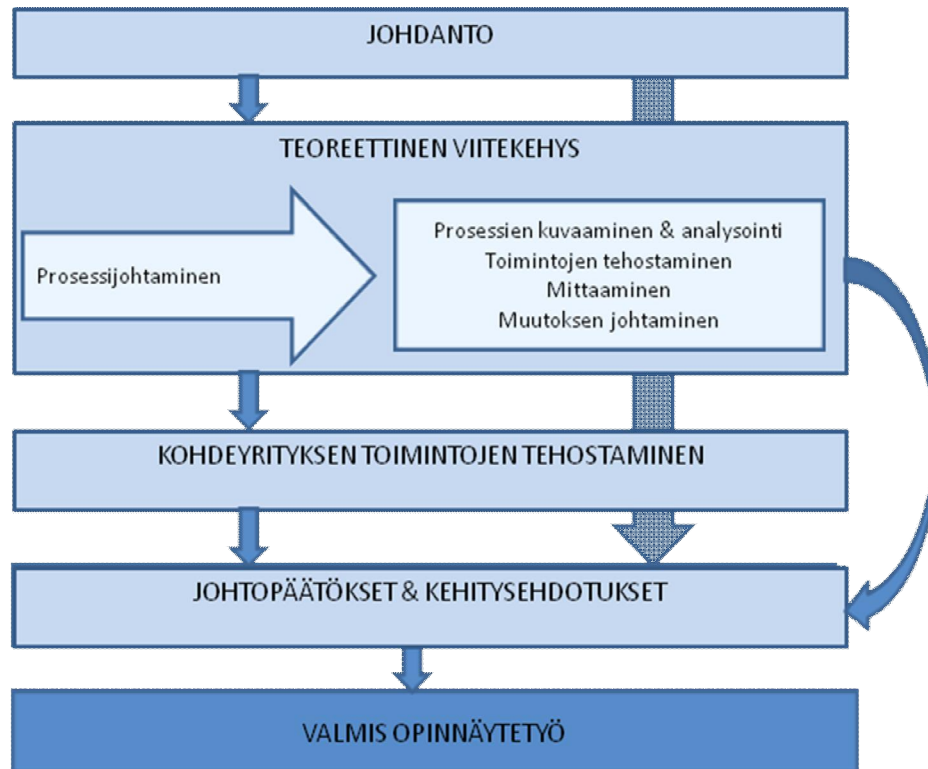 JOHDANTO
TEOREETTINEN VIITEKEHYS
Prosessijohtaminen
Prosessien kuvaaminen & analysointi
Toimintojen tehostaminen
Mittaaminen
Muutoksen johtaminen
KOHDEYRITYKSEN TOIMINTOJEN TEHOSTAMINEN
JOHTOPÄÄTÖKSET & KEHITYSEHDOTUKSET
VALMIS OPINNÄYTETYÖ